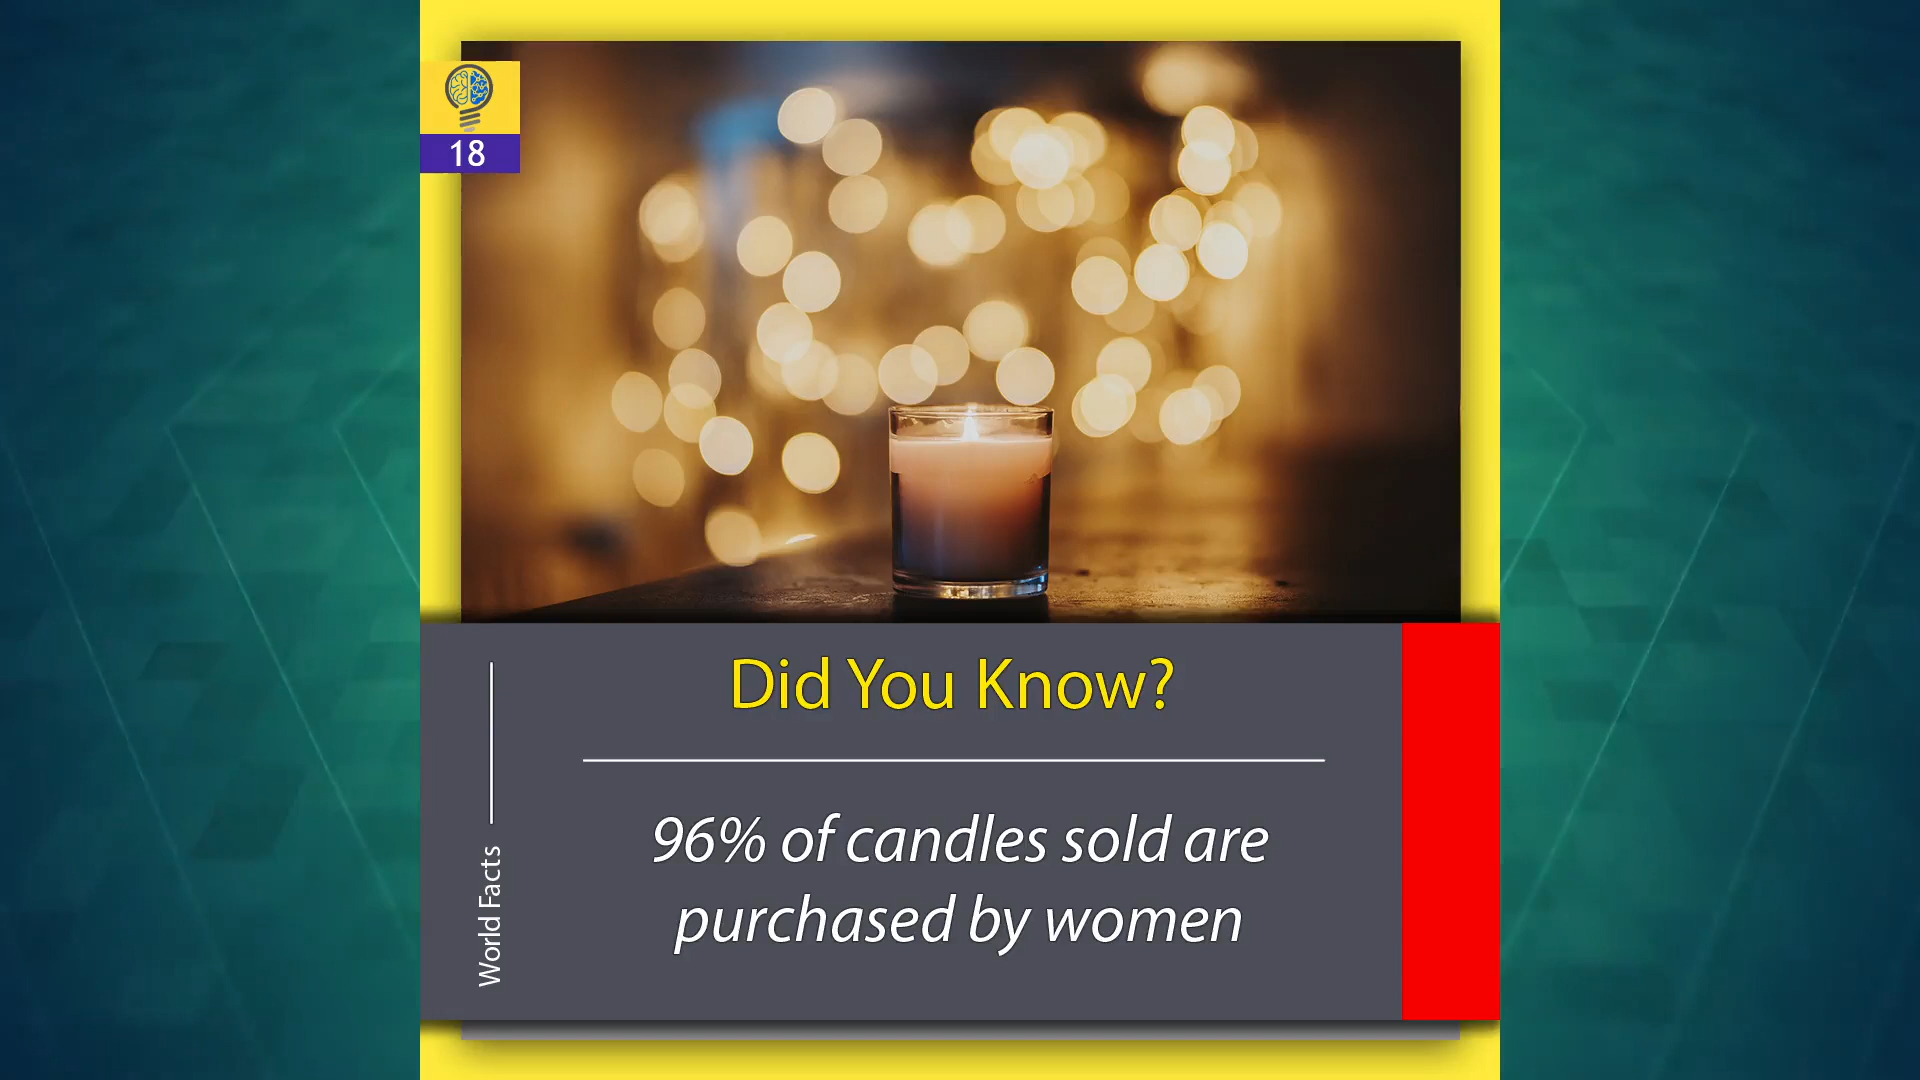 18
Did You Know?
96% of candles sold are
purchased by women
World Facts